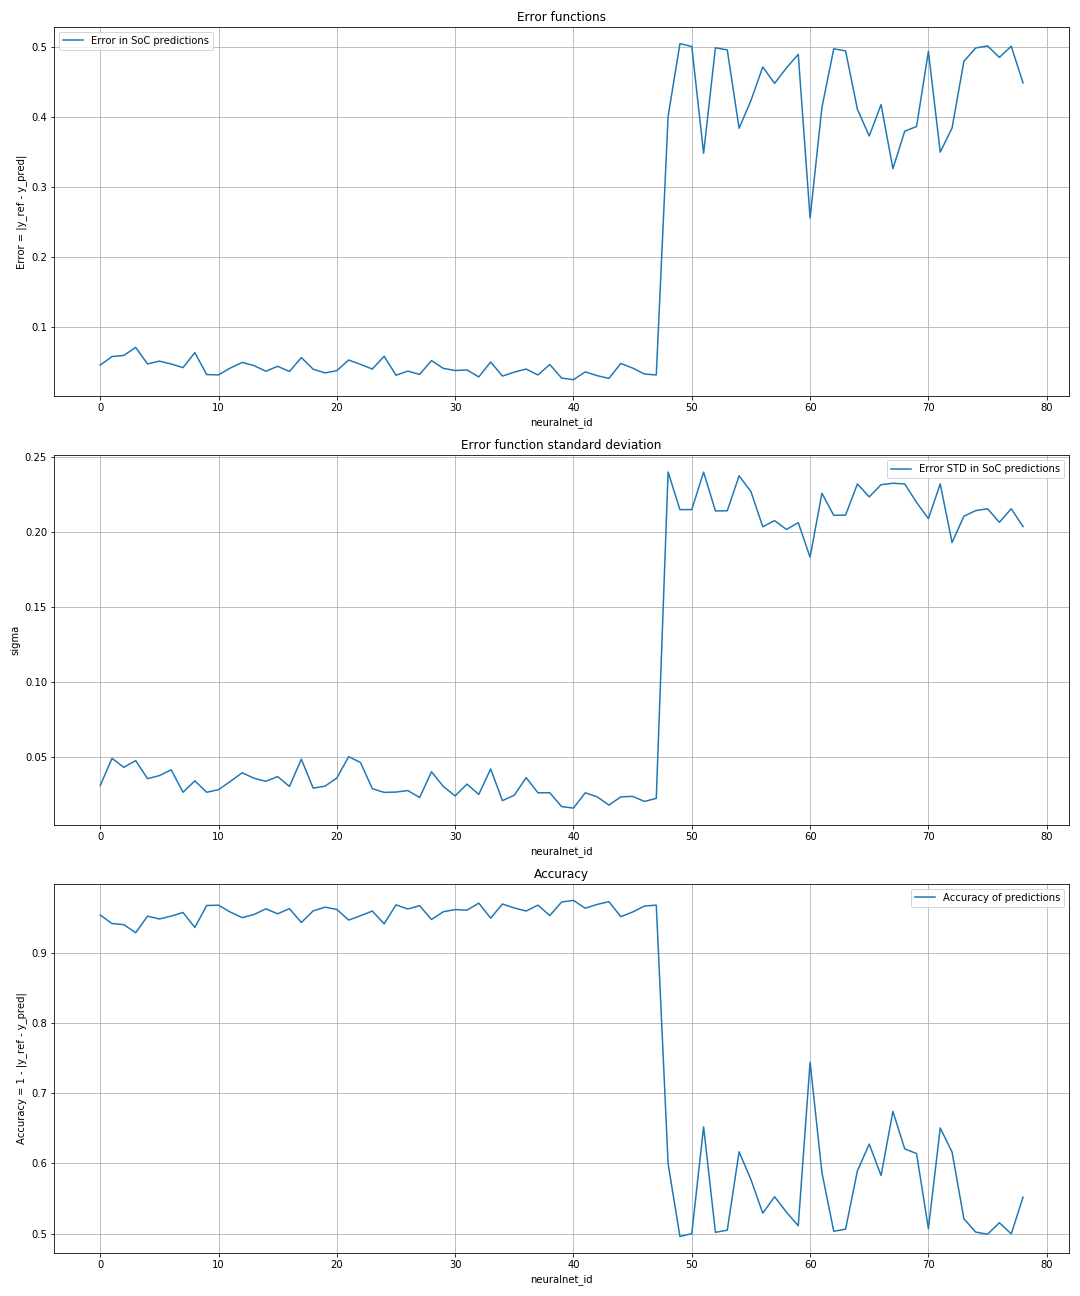 Error functions
Error in SoC predictions
Error = |y_ref - y_pred|
0.5
0.4
0.3
0.2
0.1
0 10 20 30 40 50 60 70 80
neuralnet_id
Error function standard deviation
Error STD in SoC predictions
sigma
0.25
0.20
0.15
0.10
0.05
0 10 20 30 40 50 60 70 80
neuralnet_id
Accuracy
Accuracy of predictions
Accuracy = 1 - |y_ref - y_pred|
0.9
0.8
0.7
0.6
0.5
0 10 20 30 40 50 60 70 80
neuralnet_id